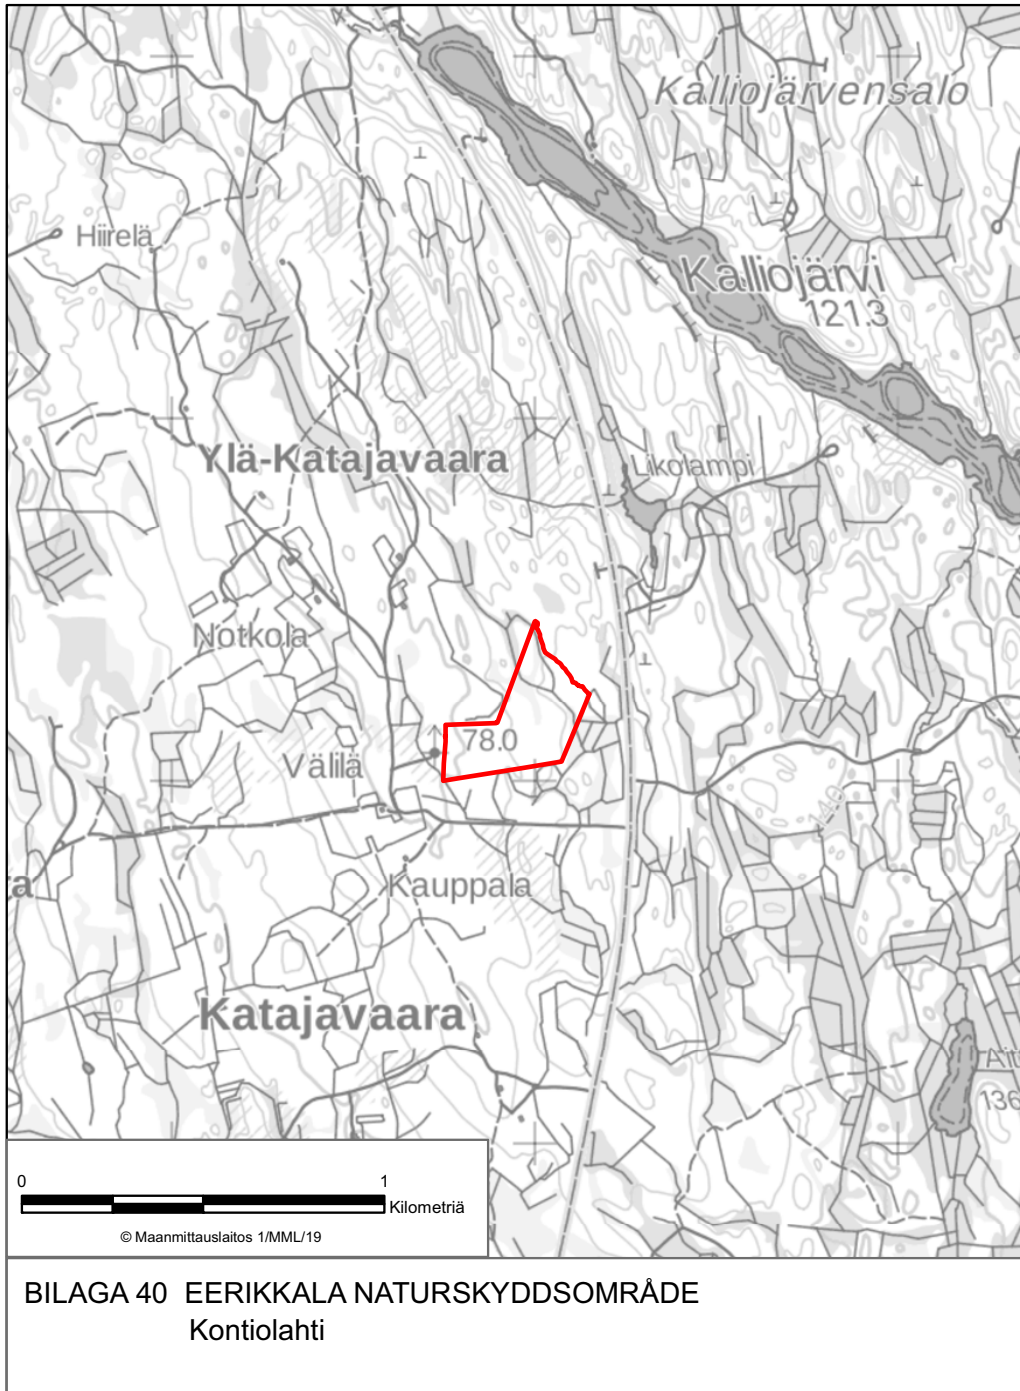 Kalliojärvensalo
Hiirelä
Kalliojärvi
121.3
Ylä-Katajavaara
Likolampi
Notkola
78.0
Välilä
a
Kauppala
Katajavaara
Ait
136
0 1
Kilometriä
© Maanmittauslaitos 1/MML/19
BILAGA 40 EERIKKALA NATURSKYDDSOMRÅDE
Kontiolahti